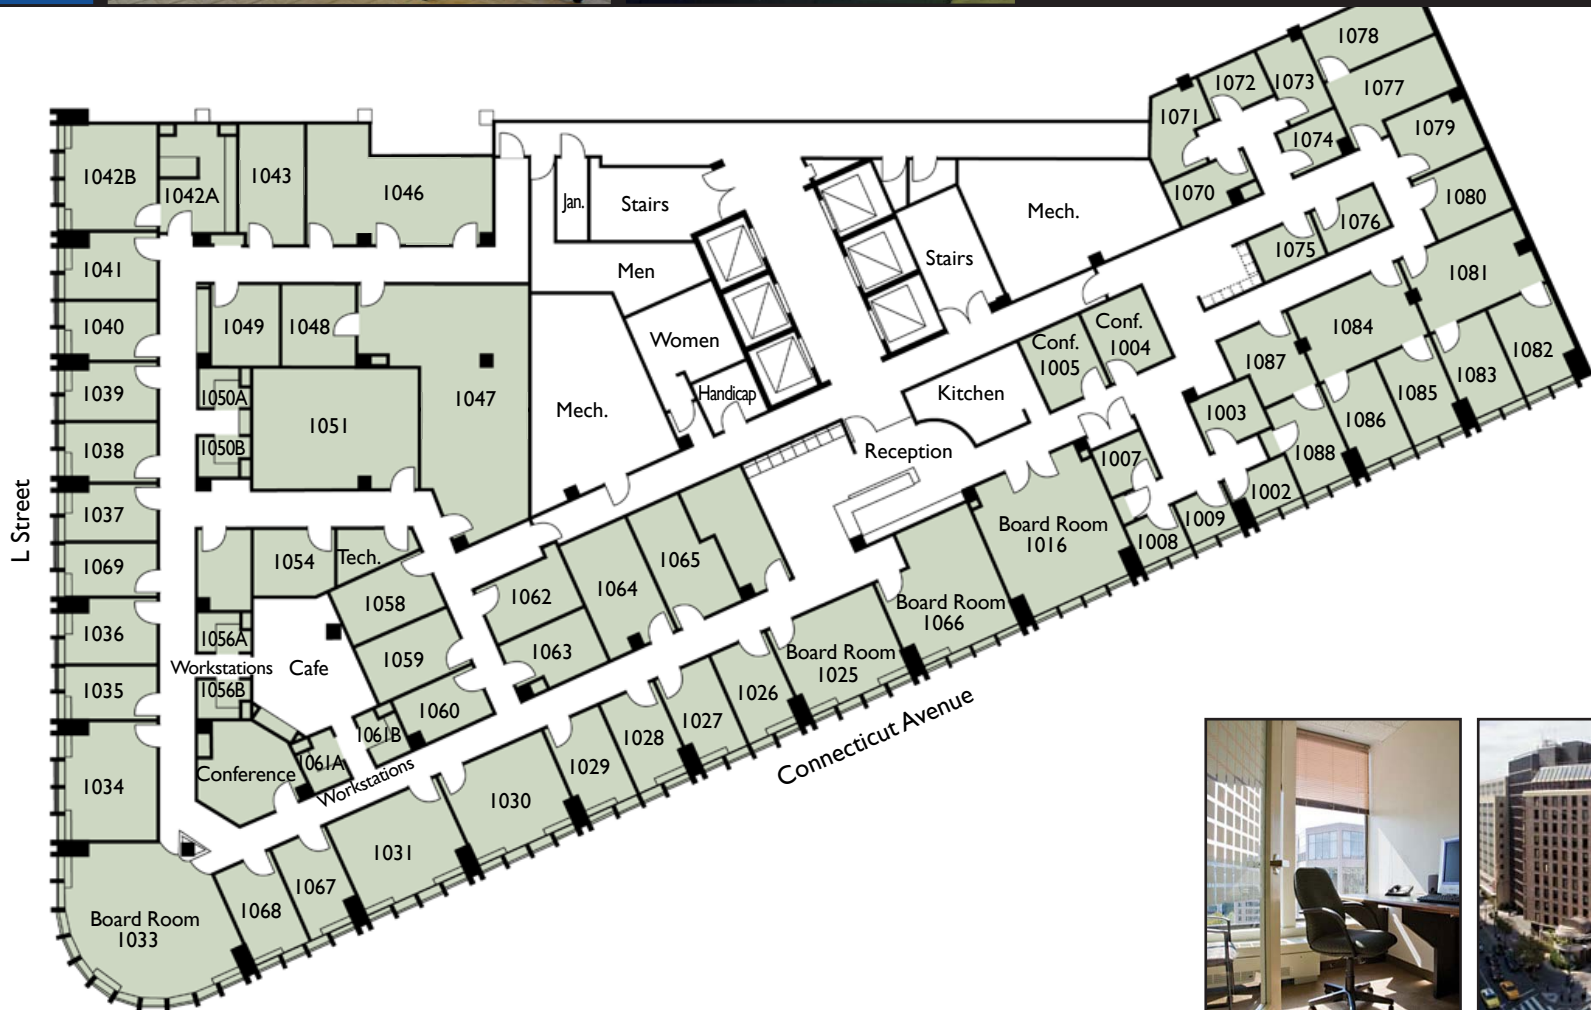 1078
1072
1073
1077
1071
1079
1074
1042B
1043
1042A
1046
1070
1080
Jan.
Stairs
Mech.
1076
1075
Stairs
1041
Men
1081
1040
1049
1048
Women
Conf.
1004
Conf.
1005
1084
1082
1087
1039
1050A
1047
Handicap
Kitchen
1083
1085
1003
1086
Mech.
1051
1038
1050B
Reception
1007
1088
1002
L Street
1037
Board Room
1016
1009
1008
1069
1054
Tech.
1065
1064
1062
1058
Board Room
1066
1036
1056A
1063
1059
Workstations
Cafe
Board Room
1025
1035
1056B
1026
1060
1027
1061B
1028
Connecticut Avenue
1061A
Conference
Workstations
1029
1034
1030
1031
1067
1068
Board Room
1033